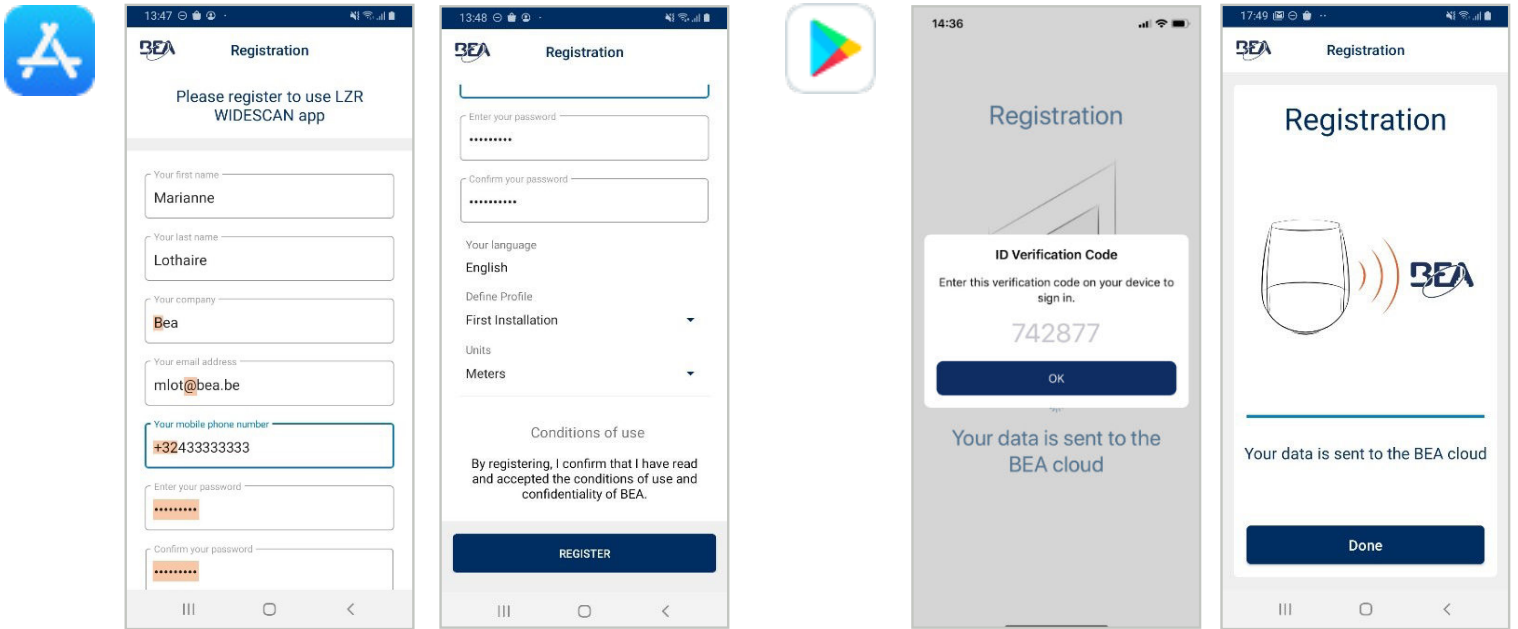 13:47
BEA
Registration
Please register to use LZR
WIDESCAN app
Your first name
Marianne
Your last name
Lothaire
Your company
Bea
Your email address
mlot@bea.be
Your mobile phone number
+32433333333
Enter your password
•••••••••
Confirm your password
•••••••••
13:48
BEA
Registration
Enter your password
•••••••••
Confirm your password
••••••••••
Your language
English
Define Profile
First Installation
Units
Meters
Conditions of use
By registering, I confirm that I have read
and accepted the conditions of use and
confidentiality of BEA.
REGISTER
14:36
Registration
ID Verification Code
Enter this verification code on your device to
sign in.
742877
OK
Your data is sent to the
BEA cloud
17:49
BEA
Registration
Registration
BEA
Your data is sent to the BEA cloud
Done